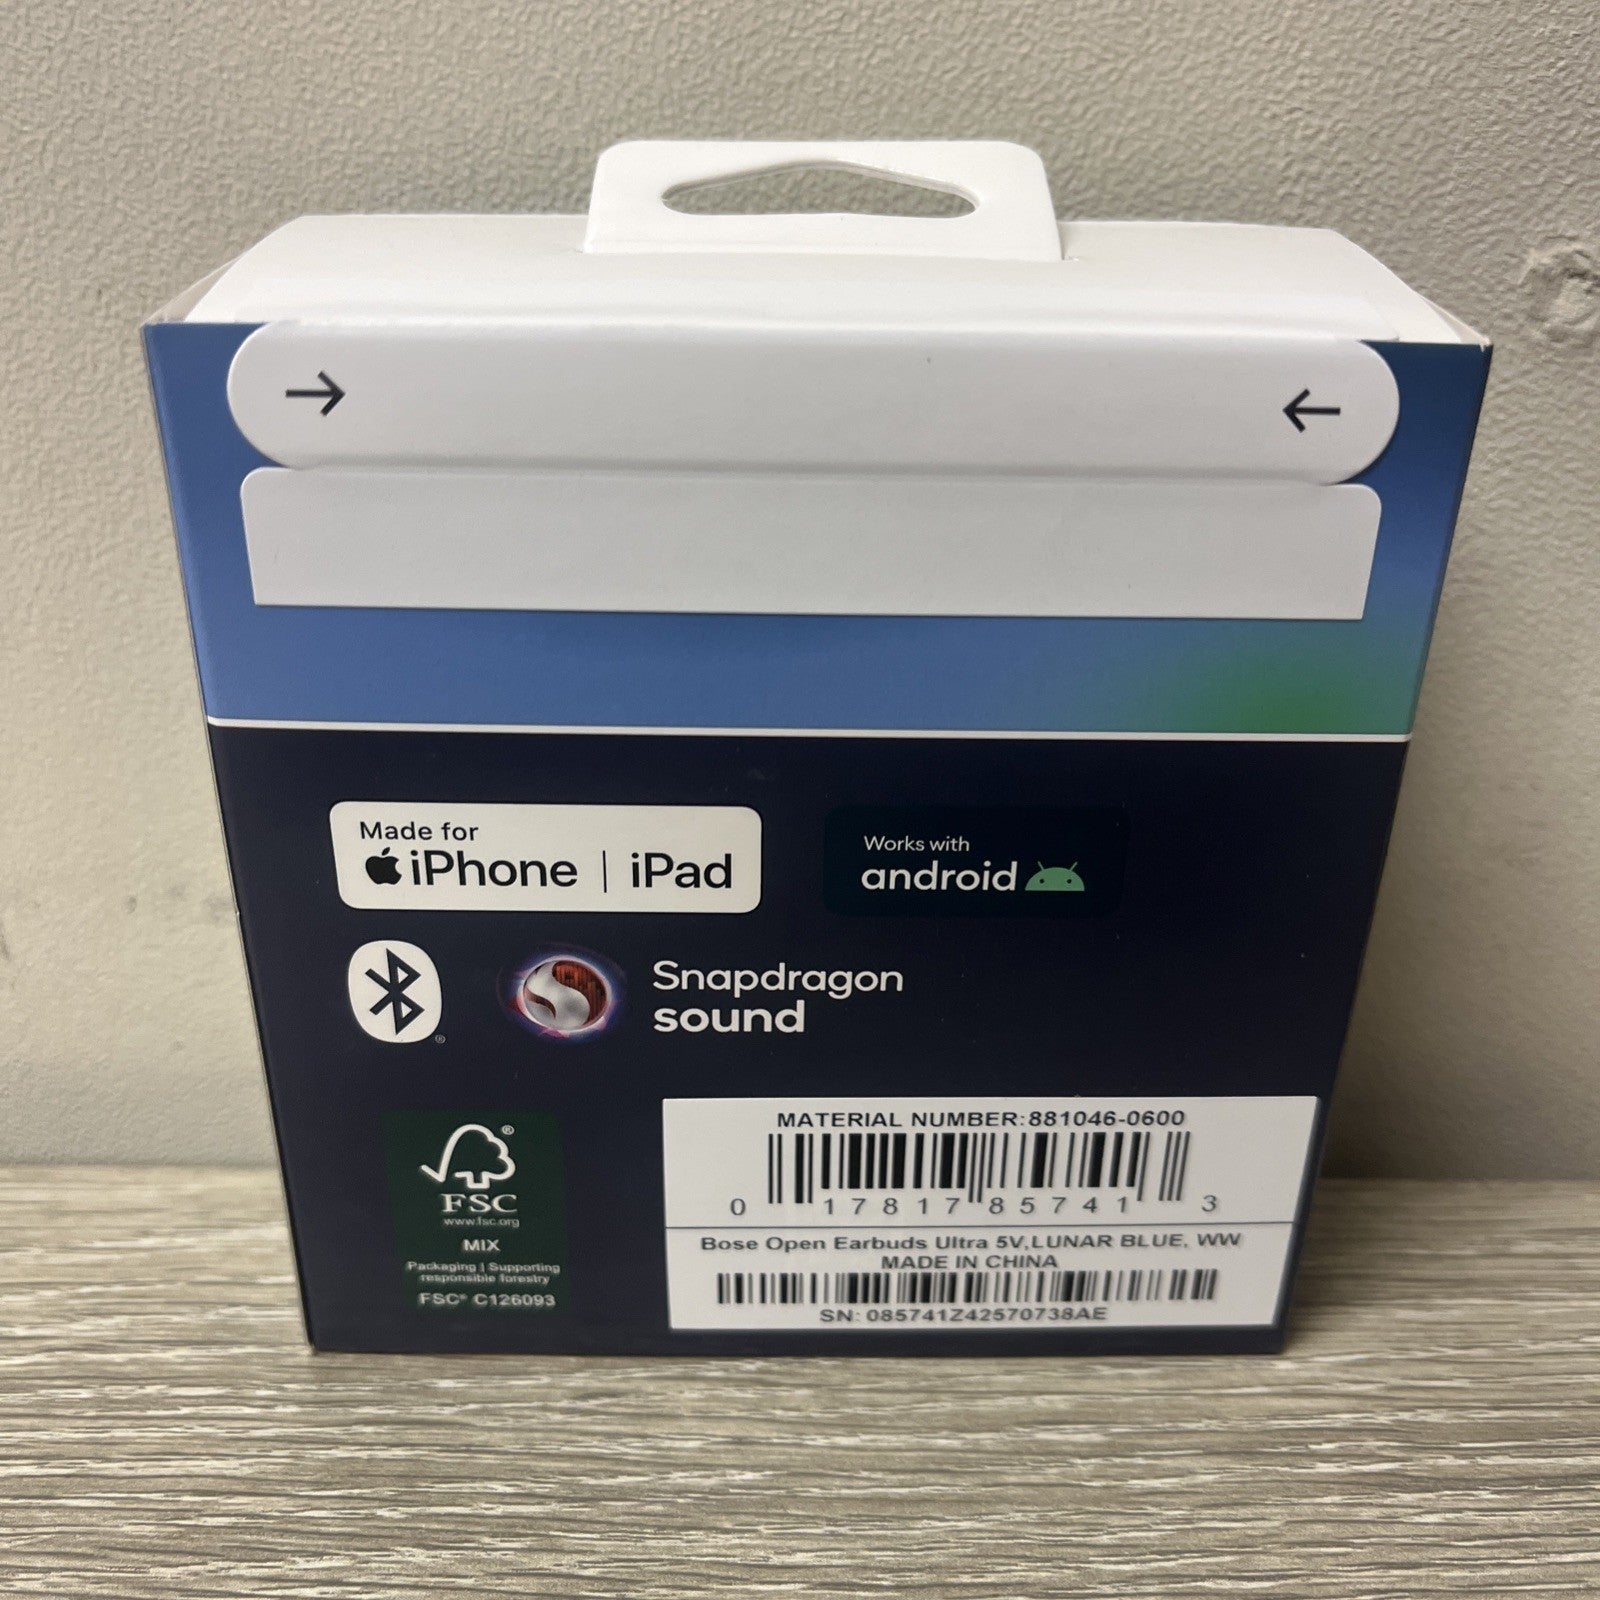 → ←
Made for
iPhone | iPad
Works with
android
Snapdragon
sound
®
®
FSC
www.fsc.org
MIX
Packaging | Supporting
responsible forestry
FSC® C126093
MATERIAL NUMBER:881046-0600
0 17817 85741 3
Bose Open Earbuds Ultra 5V,LUNAR BLUE, WW
MADE IN CHINA
SN: 085741Z42570738AE